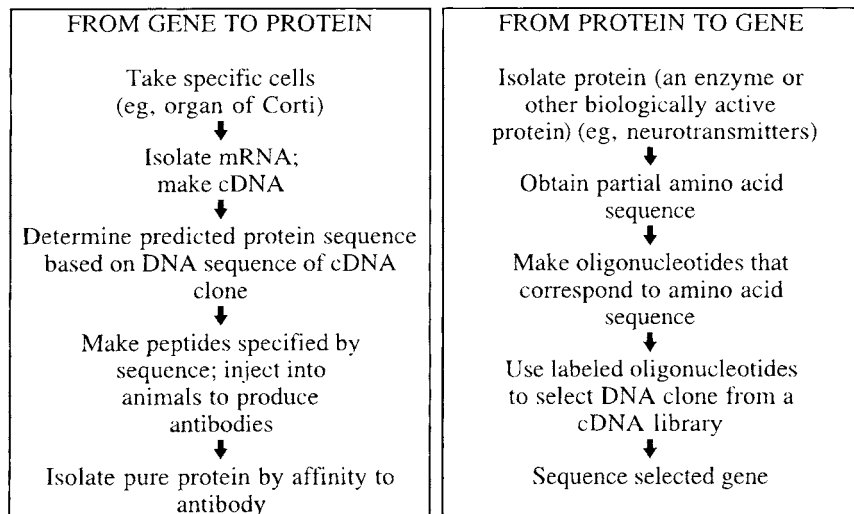 FROM GENE TO PROTEIN
Take specific cells
(eg, organ of Corti)
Isolate mRNA;
make cDNA
Determine predicted protein sequence
based on DNA sequence of cDNA
clone
Make peptides specified by
sequence; inject into
animals to produce
antibodies
Isolate pure protein by affinity to
antibody
FROM PROTEIN TO GENE
Isolate protein (an enzyme or
other biologically active
protein) (eg, neurotransmitters)
Obtain partial amino acid
sequence
Make oligonucleotides that
correspond to amino acid
sequence
Use labeled oligonucleotides
to select DNA clone from a
cDNA library
Sequence selected gene